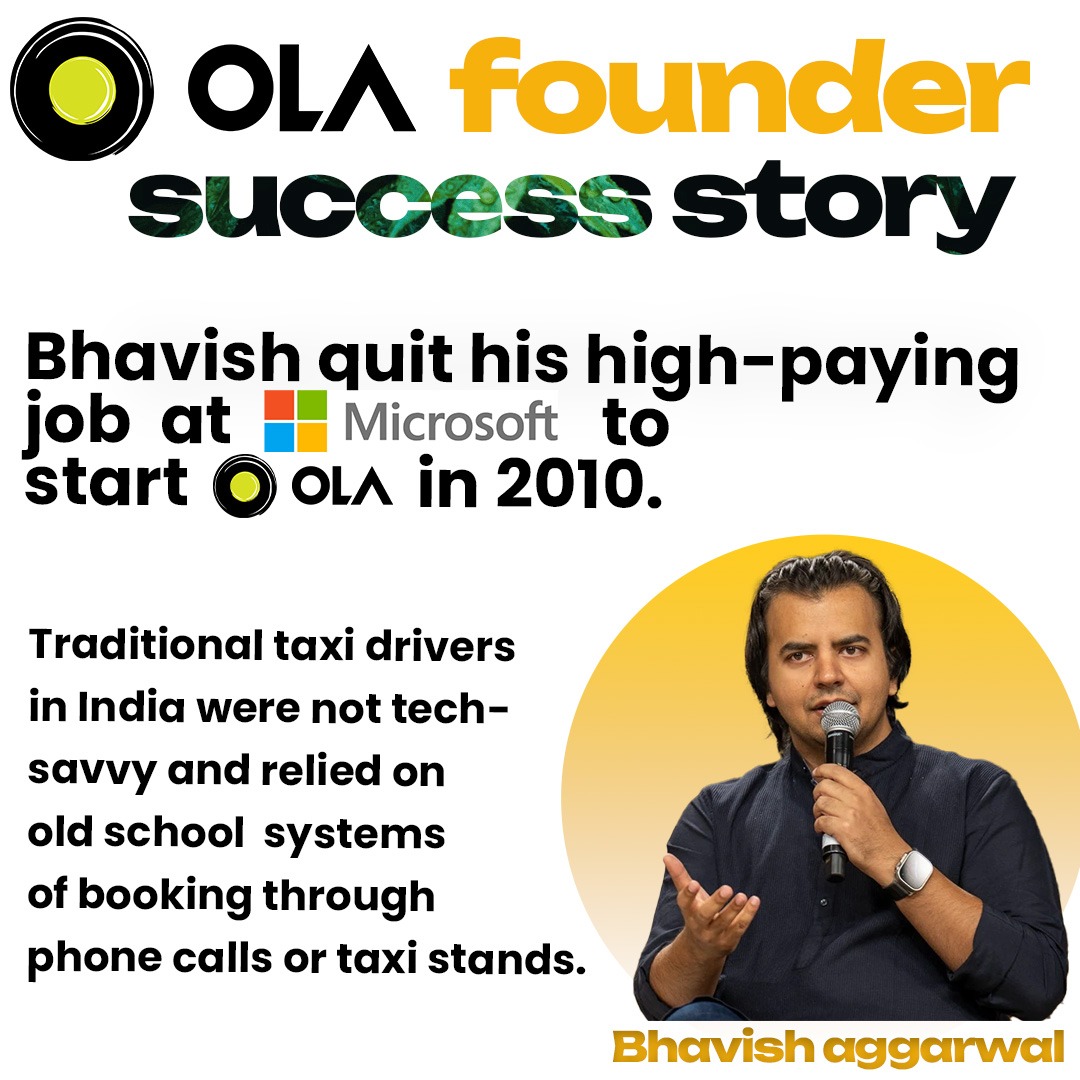 OLA founder
success story
Bhavish quit his high-paying
job at Microsoft to
start OLA in 2010.
Traditional taxi drivers
in India were not tech-
savvy and relied on
old school systems
of booking through
phone calls or taxi stands.
Bhavish aggarwal